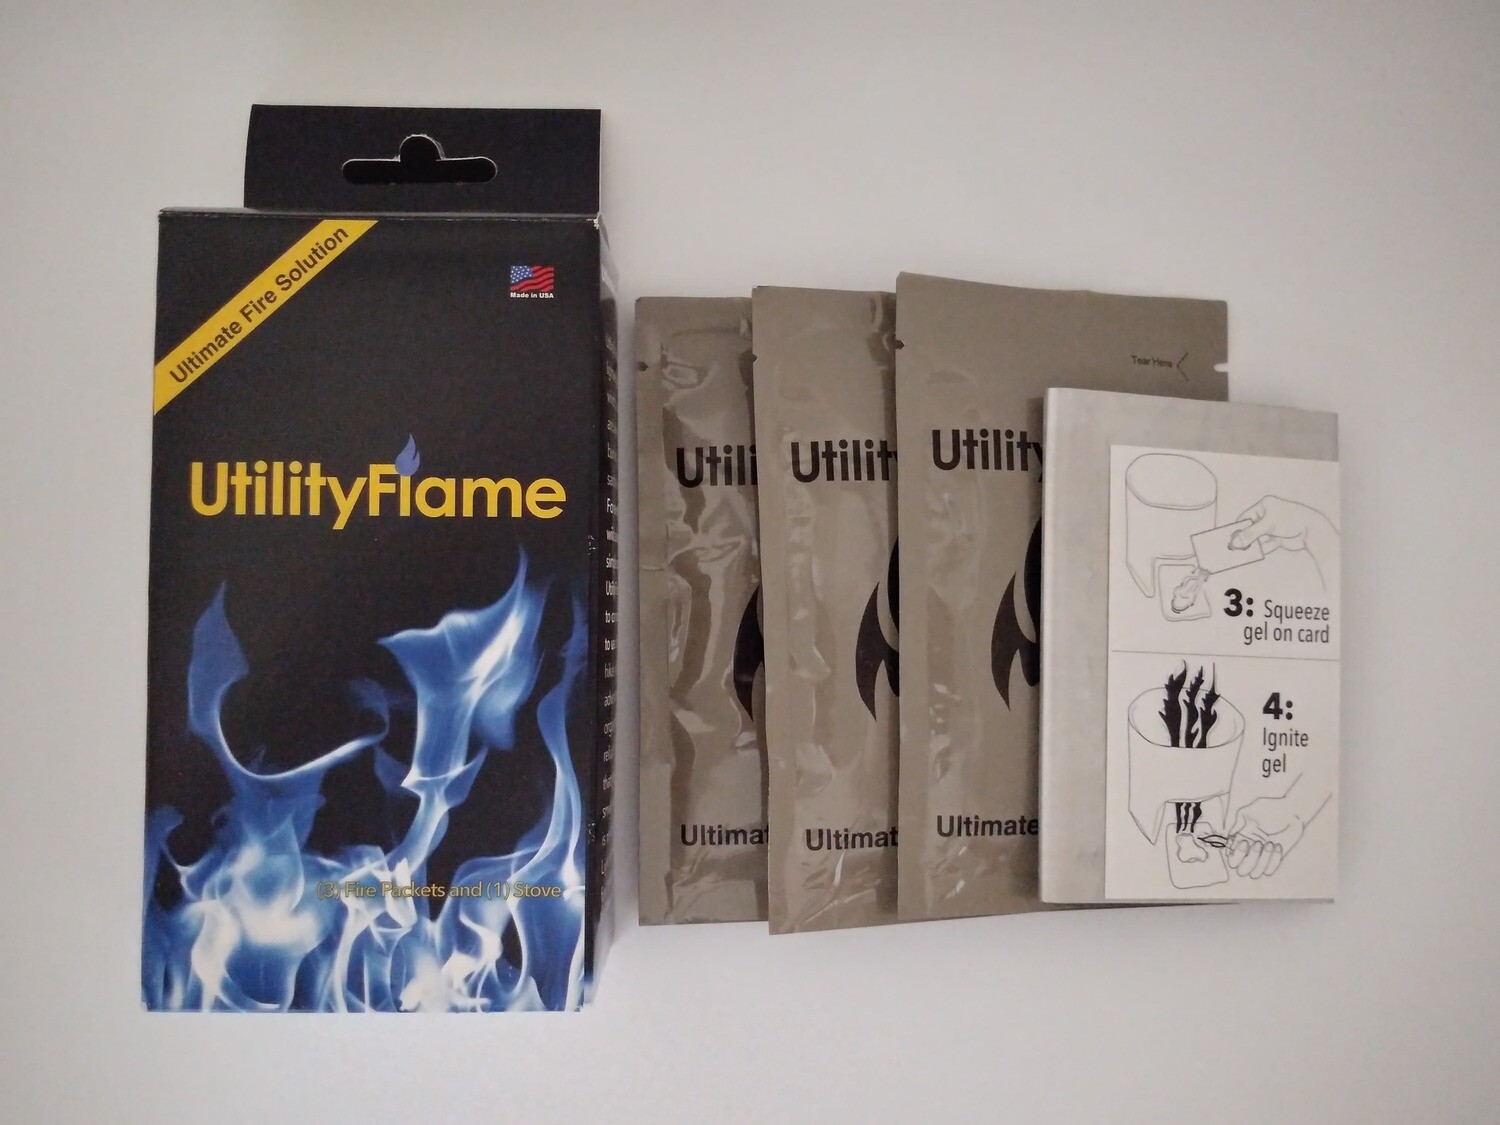 Ultimate Fire Solution
Made in USA
UtilityFlame
(3) Fire Packets and (1) Stove
Utili
Ultimat
Utility
Ultimat
Tear Here
Utility
Ultimate
3: Squeeze
gel on card
4:
Ignite
gel